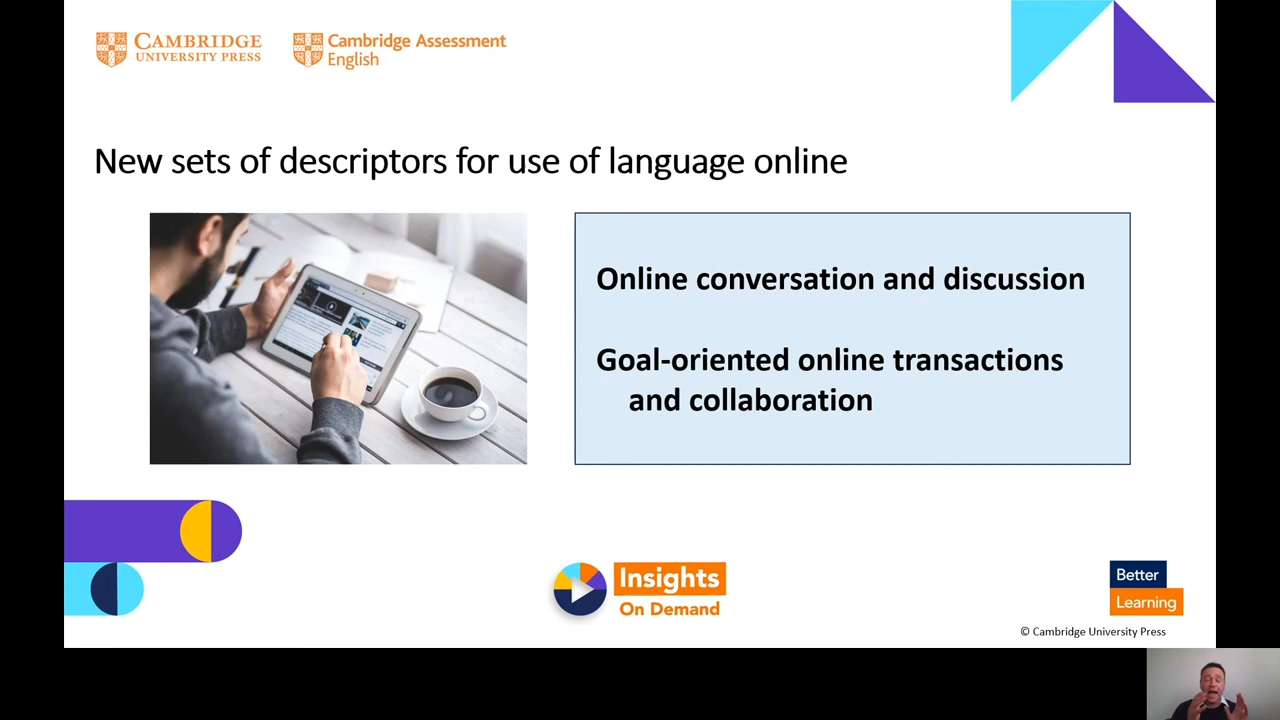 CAMBRIDGE
UNIVERSITY PRESS
Cambridge Assessment
English
New sets of descriptors for use of language online
Online conversation and discussion
Goal-oriented online transactions
and collaboration
Insights
On Demand
Better
Learning
© Cambridge University Press